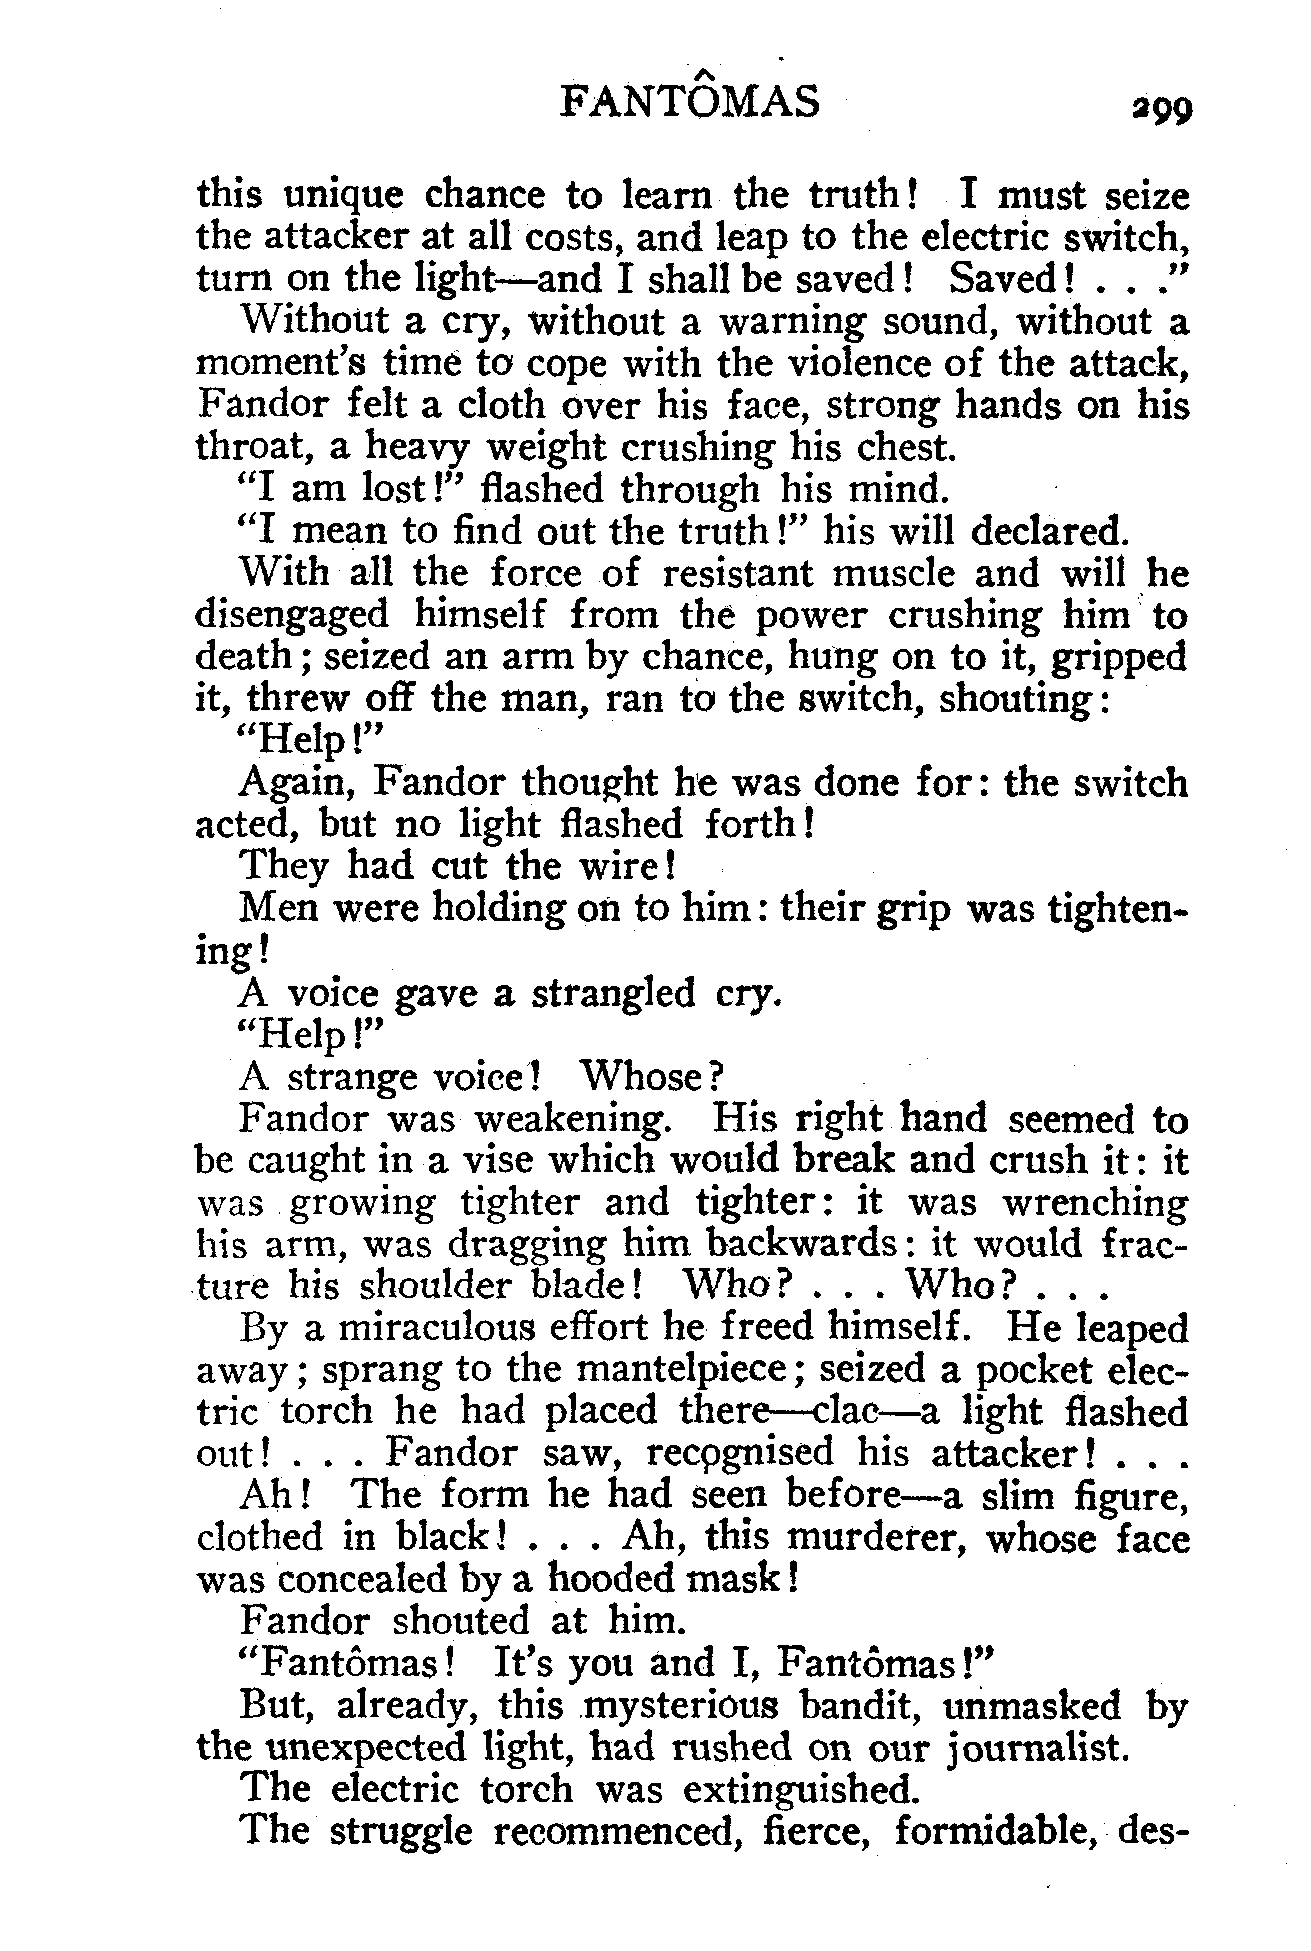 FANTÔMAS 299
this unique chance to learn the truth! I must seize
the attacker at all costs, and leap to the electric switch,
turn on the light—and I shall be saved! Saved! . . ."
Without a cry, without a warning sound, without a
moment's time to cope with the violence of the attack,
Fandor felt a cloth over his face, strong hands on his
throat, a heavy weight crushing his chest.
"I am lost!" flashed through his mind.
"I mean to find out the truth!" his will declared.
With all the force of resistant muscle and will he
disengaged himself from the power crushing him to
death; seized an arm by chance, hung on to it, gripped
it, threw off the man, ran to the switch, shouting:
"Help!"
Again, Fandor thought he was done for: the switch
acted, but no light flashed forth!
They had cut the wire!
Men were holding on to him: their grip was tighten-
ing!
A voice gave a strangled cry.
"Help!"
A strange voice! Whose?
Fandor was weakening. His right hand seemed to
be caught in a vise which would break and crush it: it
was growing tighter and tighter: it was wrenching
his arm, was dragging him backwards: it would frac-
ture his shoulder blade! Who? . . . Who? . . .
By a miraculous effort he freed himself. He leaped
away; sprang to the mantelpiece; seized a pocket elec-
tric torch he had placed there—clac—a light flashed
out! . . . Fandor saw, recognised his attacker! . . .
Ah! The form he had seen before—a slim figure,
clothed in black! . . . Ah, this murderer, whose face
was concealed by a hooded mask!
Fandor shouted at him.
"Fantômas! It's you and I, Fantômas!"
But, already, this mysterious bandit, unmasked by
the unexpected light, had rushed on our journalist.
The electric torch was extinguished.
The struggle recommenced, fierce, formidable, des-